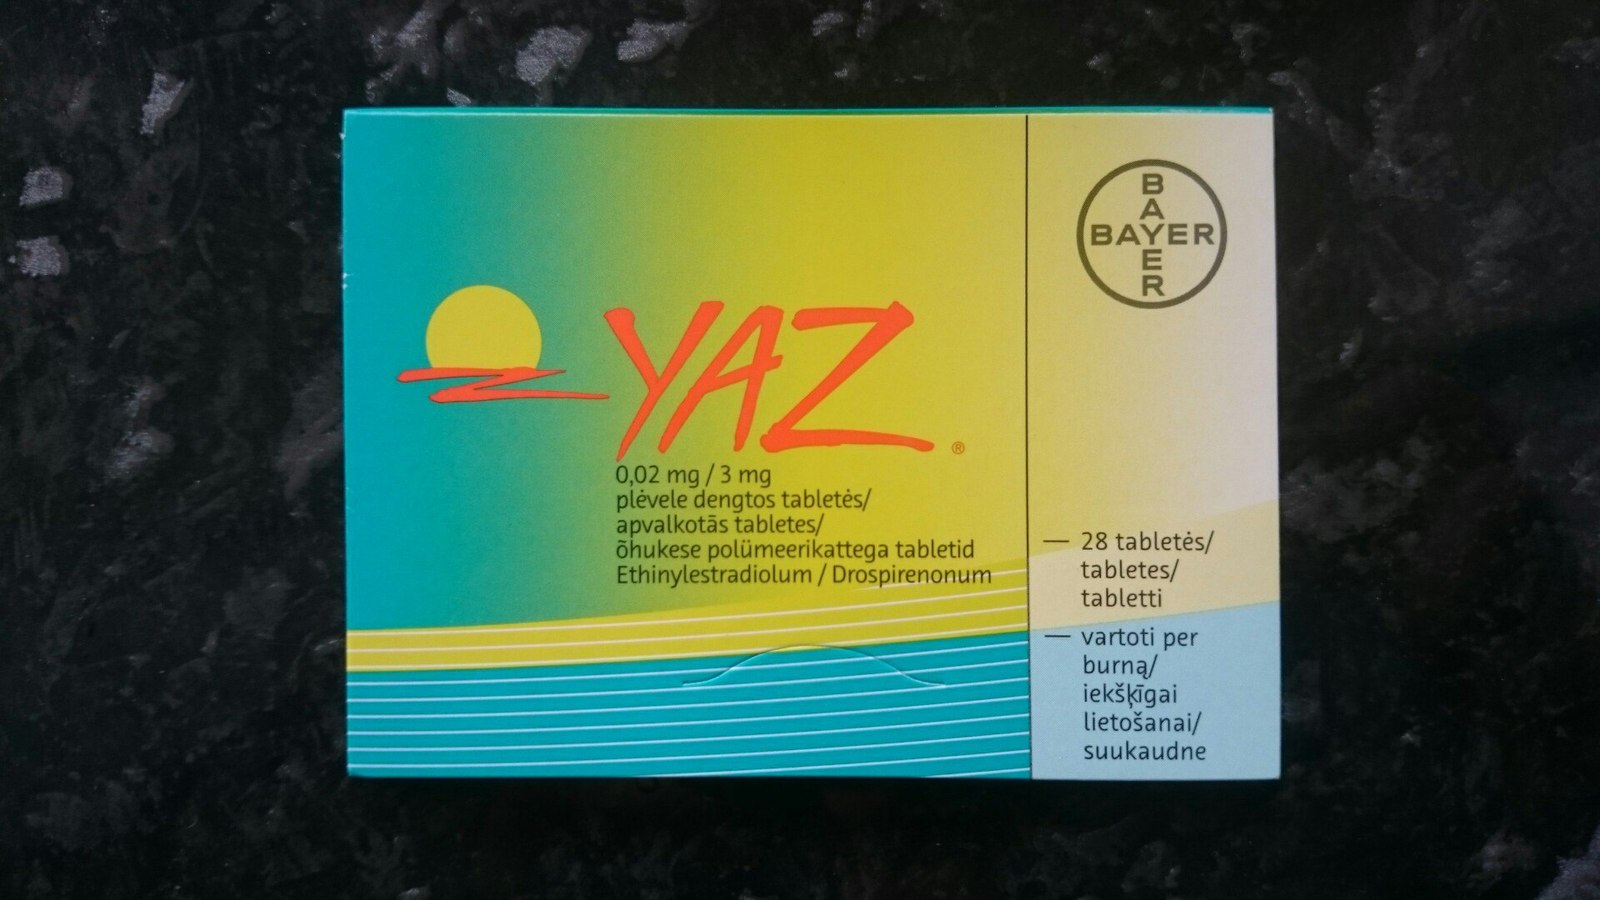 YAZ®
0,02 mg / 3 mg
plėvele dengtos tabletės/
apvalkotās tabletes/
õhukese polümeerikattega tabletid
Ethinylestradiolum / Drospirenonum
BAYER
BAYER
— 28 tabletės/
tabletes/
tabletti
— vartoti per
burną/
iekšķīgai
lietošanai/
suukaudne